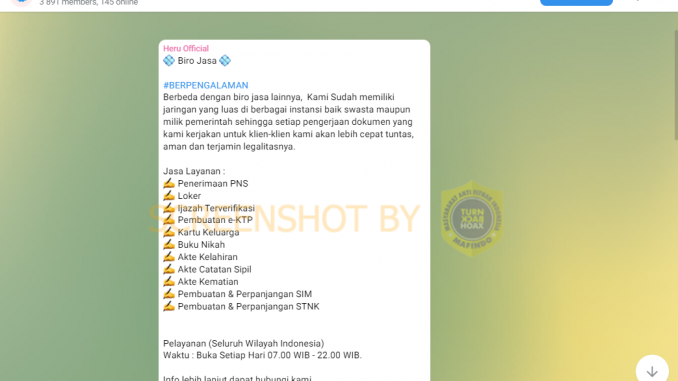 3 891 members, 145 online
Heru Official
Biro Jasa
#BERPENGALAMAN
Berbeda dengan biro jasa lainnya, Kami Sudah memiliki
jaringan yang luas di berbagai instansi baik swasta maupun
milik pemerintah sehingga setiap pengerjaan dokumen yang
kami kerjakan untuk klien-klien kami akan lebih cepat tuntas,
aman dan terjamin legalitasnya.
Jasa Layanan :
Penerimaan PNS
Loker
Ijazah Terverifikasi
Pembuatan e-KTP
Kartu Keluarga
Buku Nikah
Akte Kelahiran
Akte Catatan Sipil
Akte Kematian
Pembuatan & Perpanjangan SIM
Pembuatan & Perpanjangan STNK
SCREENSHOT BY
MASYARAKAT ANTI FITNAH INDONESIA
TURN
BACK
HOAX
MAFINDO
Pelayanan (Seluruh Wilayah Indonesia)
Waktu : Buka Setiap Hari 07.00 WIB - 22.00 WIB.
Info lebih lanjut dapat hubungi kami